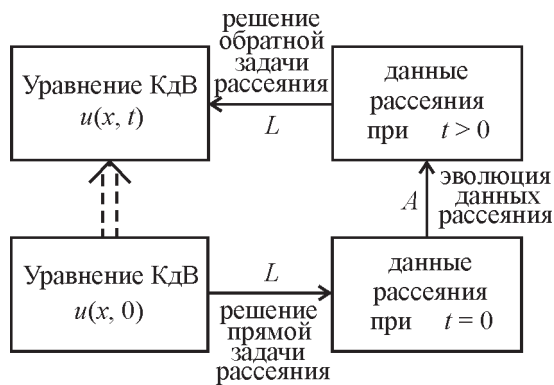 Уравнение КдВ
u(x, t)
решение
обратной
задачи
рассеяния
L
данные
рассеяния
при t > 0
A
эволюция
данных
рассеяния
Уравнение КдВ
u(x, 0)
L
решение
прямой
задачи
рассеяния
данные
рассеяния
при t = 0